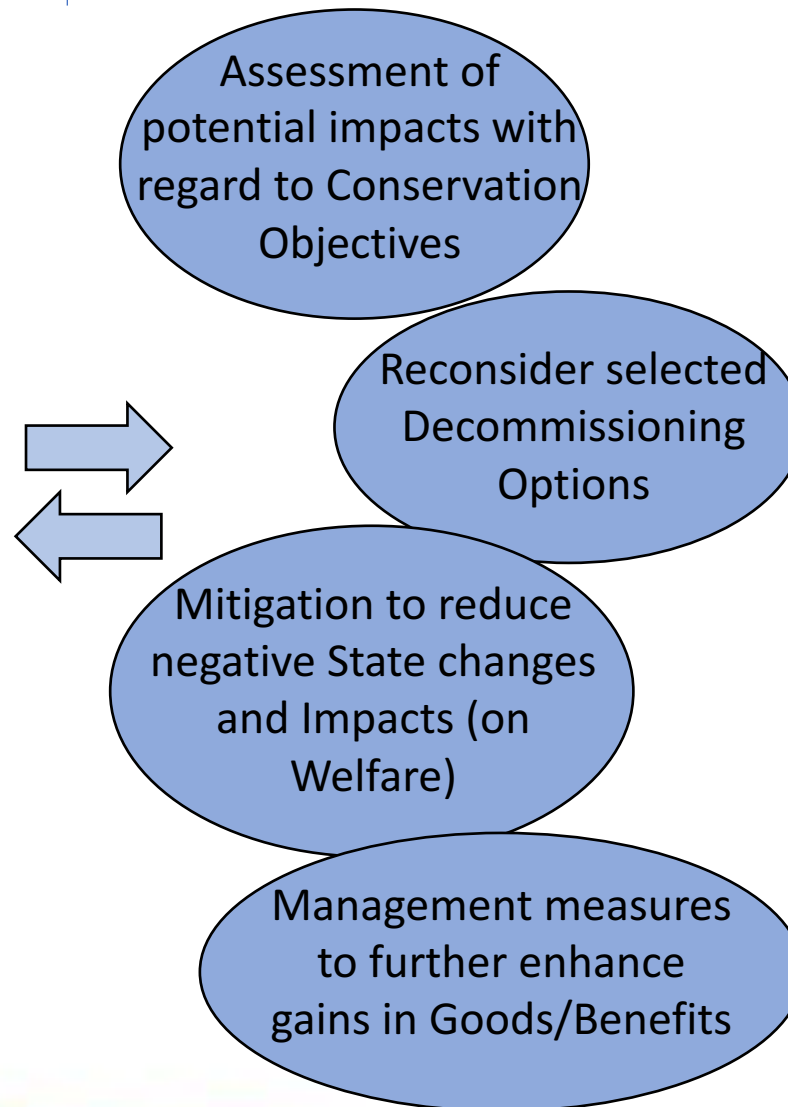 Assessment of
potential impacts with
regard to Conservation
Objectives
Reconsider selected
Decommissioning
Options
Mitigation to reduce
negative State changes
and Impacts (on
Welfare)
Management measures
to further enhance
gains in Goods/Benefits